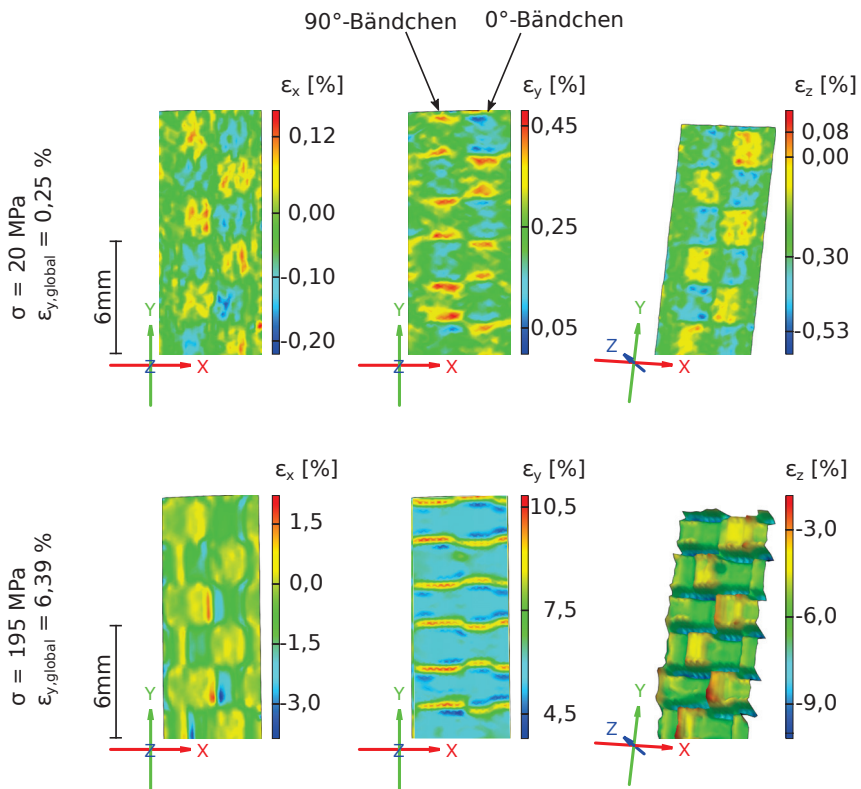 90°-Bändchen 0°-Bändchen
εx [%] εy [%] εz [%]
σ = 20 MPa
εy,global = 0,25 %
0,12
0,00
-0,10
-0,20
0,45
0,25
0,05
0,08
0,00
-0,30
-0,53
6mm
Y
Z
X
Y
Z
X
Y
Z
X
εx [%] εy [%] εz [%]
σ = 195 MPa
εy,global = 6,39 %
1,5
0,0
-1,5
-3,0
10,5
7,5
4,5
-3,0
-6,0
-9,0
6mm
Y
Z
X
Y
Z
X
Y
Z
X